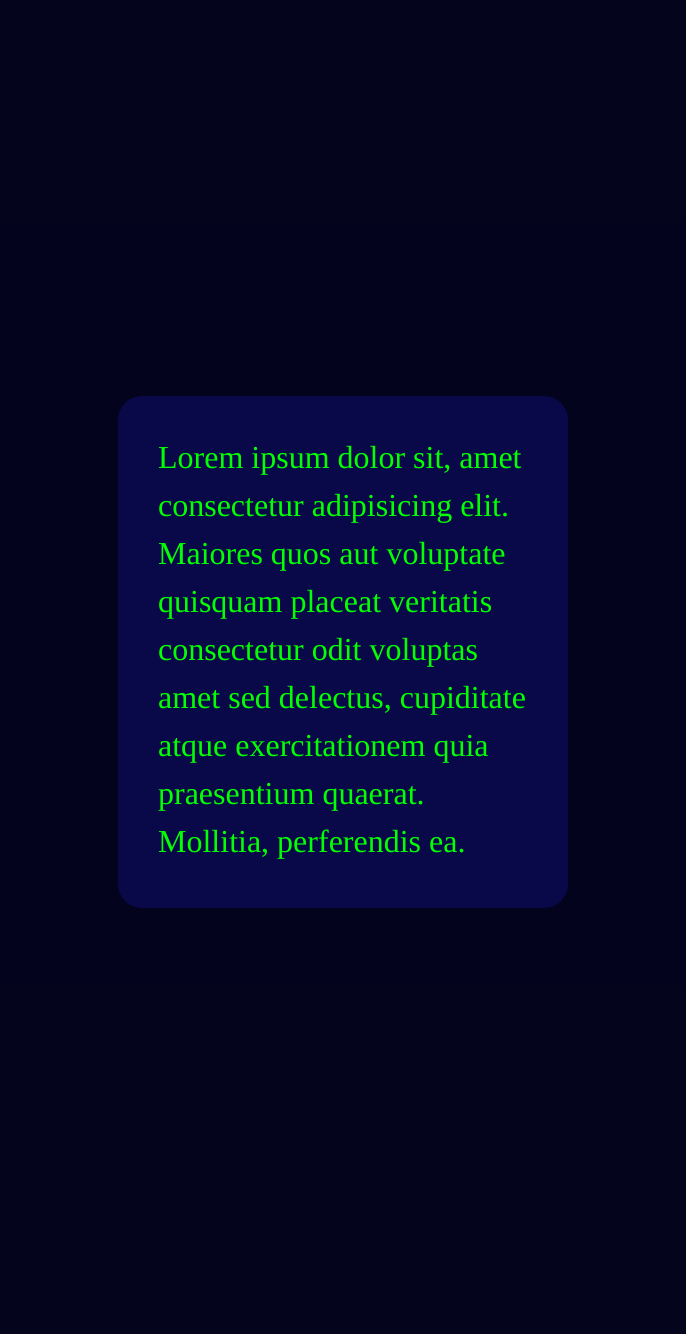 Lorem ipsum dolor sit, amet
consectetur adipisicing elit.
Maiores quos aut voluptate
quisquam placeat veritatis
consectetur odit voluptas
amet sed delectus, cupiditate
atque exercitationem quia
praesentium quaerat.
Mollitia, perferendis ea.